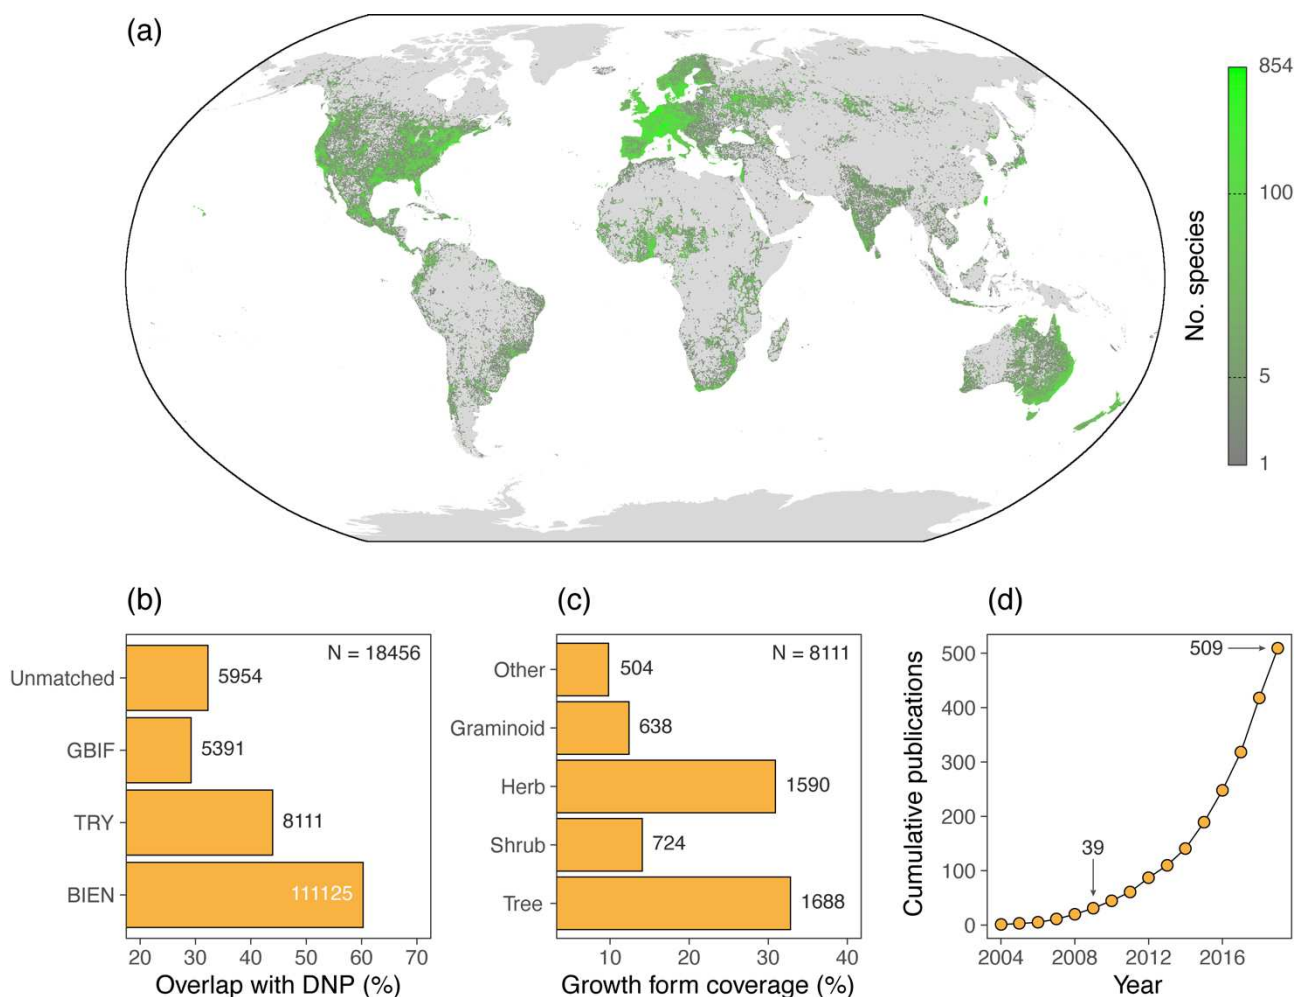 (a)
854
100
5
1
No. species
(b)
N = 18456
Unmatched
5954
GBIF
5391
TRY
8111
BIEN
111125
20 30 40 50 60 70
Overlap with DNP (%)
(c)
N = 8111
Other
504
Graminoid
638
Herb
1590
Shrub
724
Tree
1688
10 20 30 40
Growth form coverage (%)
(d)
Cumulative publications
500
400
300
200
100
0
509
39
2004 2008 2012 2016
Year